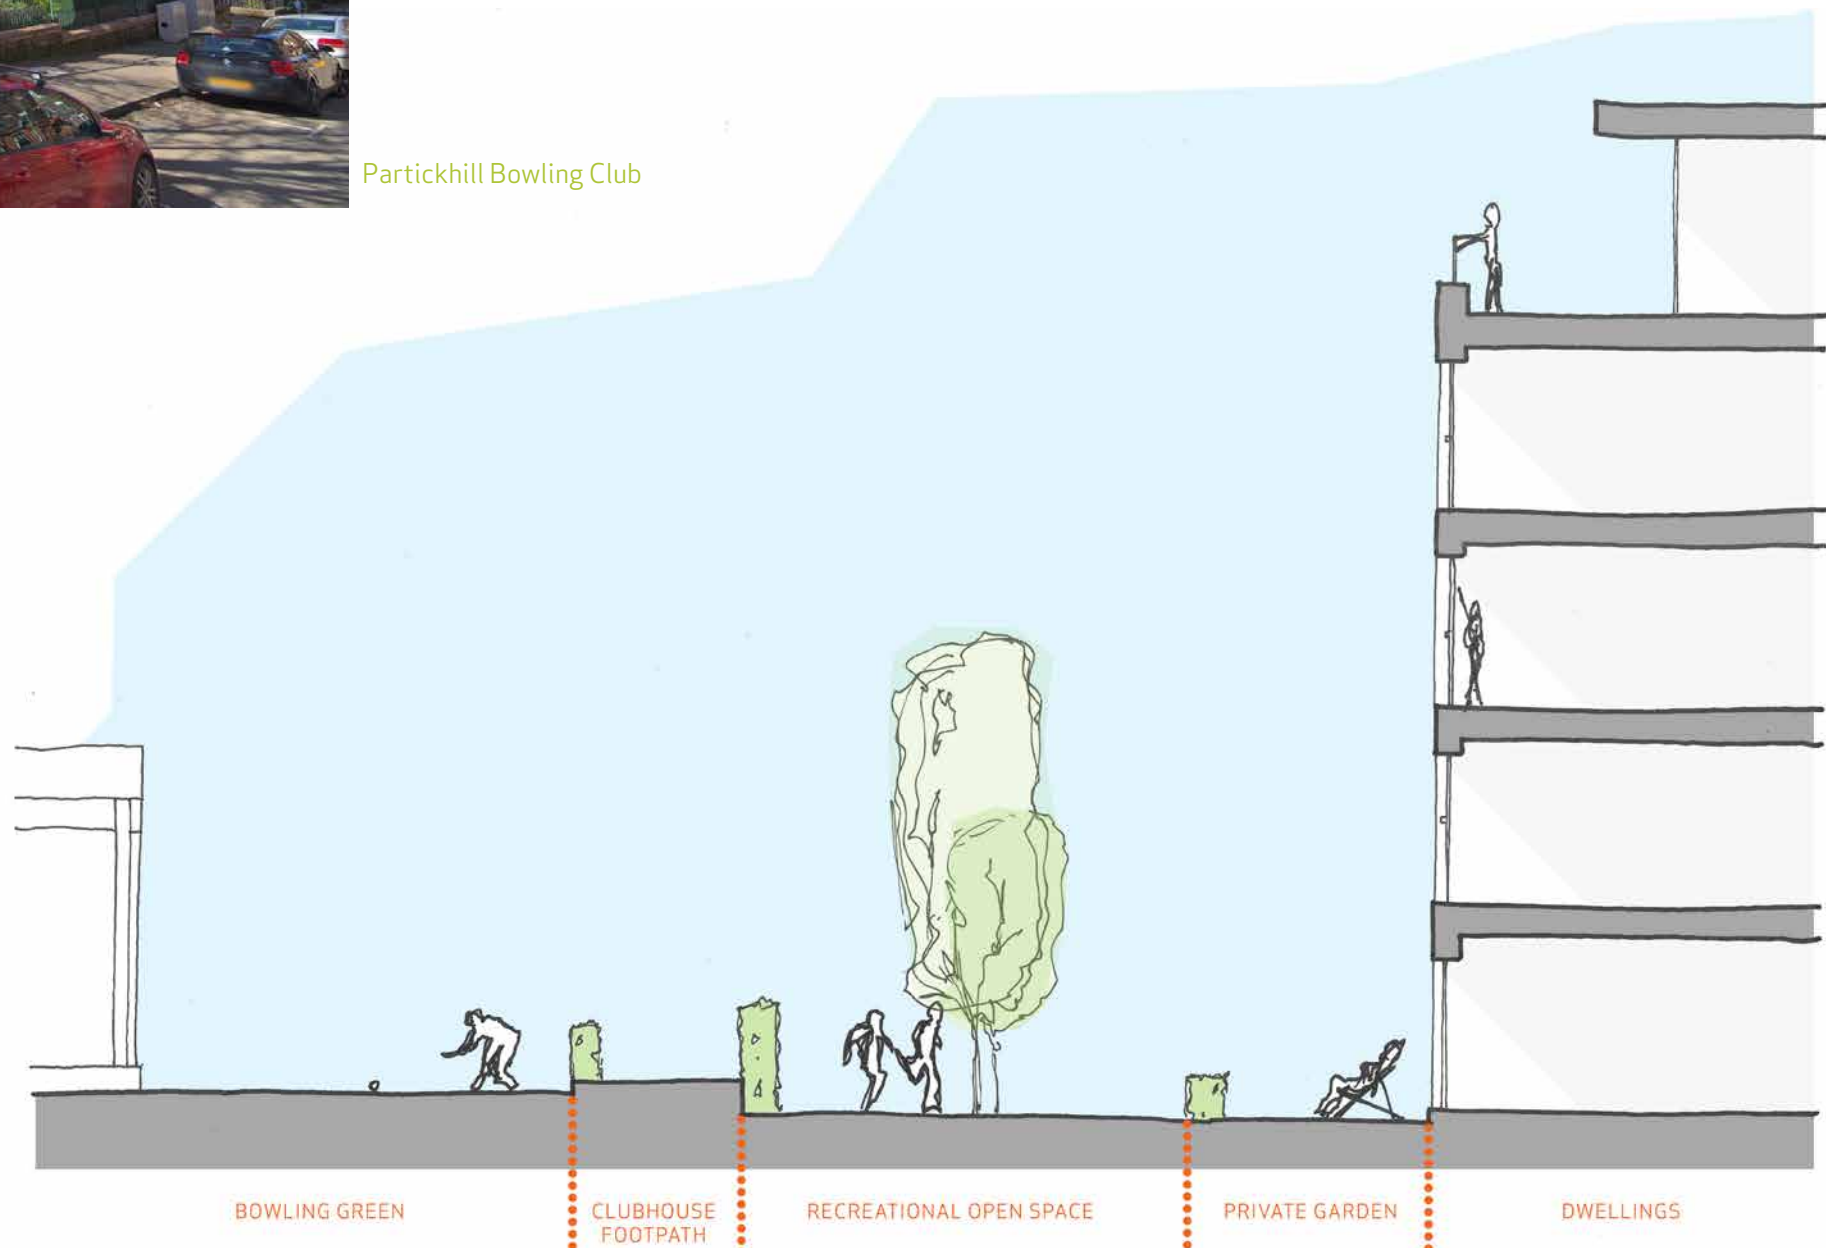 Partickhill Bowling Club
BOWLING GREEN
CLUBHOUSE
FOOTPATH
RECREATIONAL OPEN SPACE
PRIVATE GARDEN
DWELLINGS